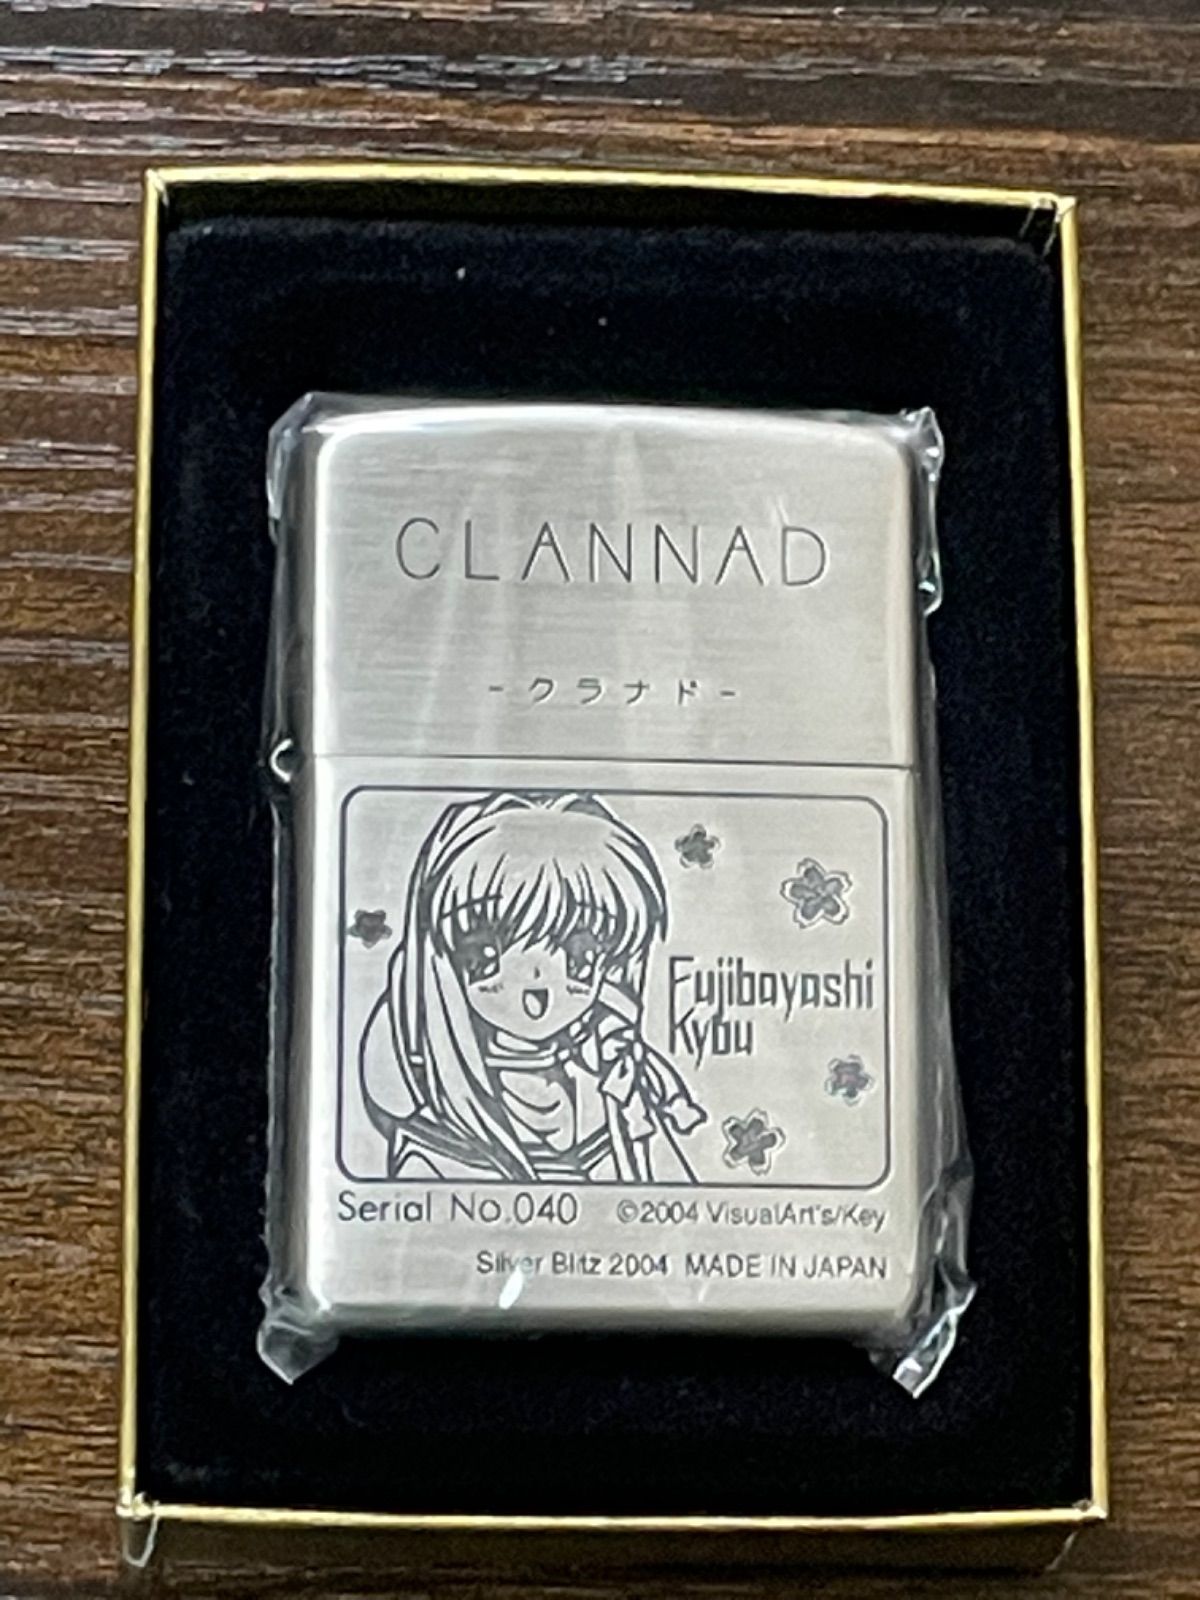 CLANNAD
-クラナド-
Fujibayashi
Kyou
Serial No.040 ©2004 VisualArt's/Key
Silver Blitz 2004 MADE IN JAPAN